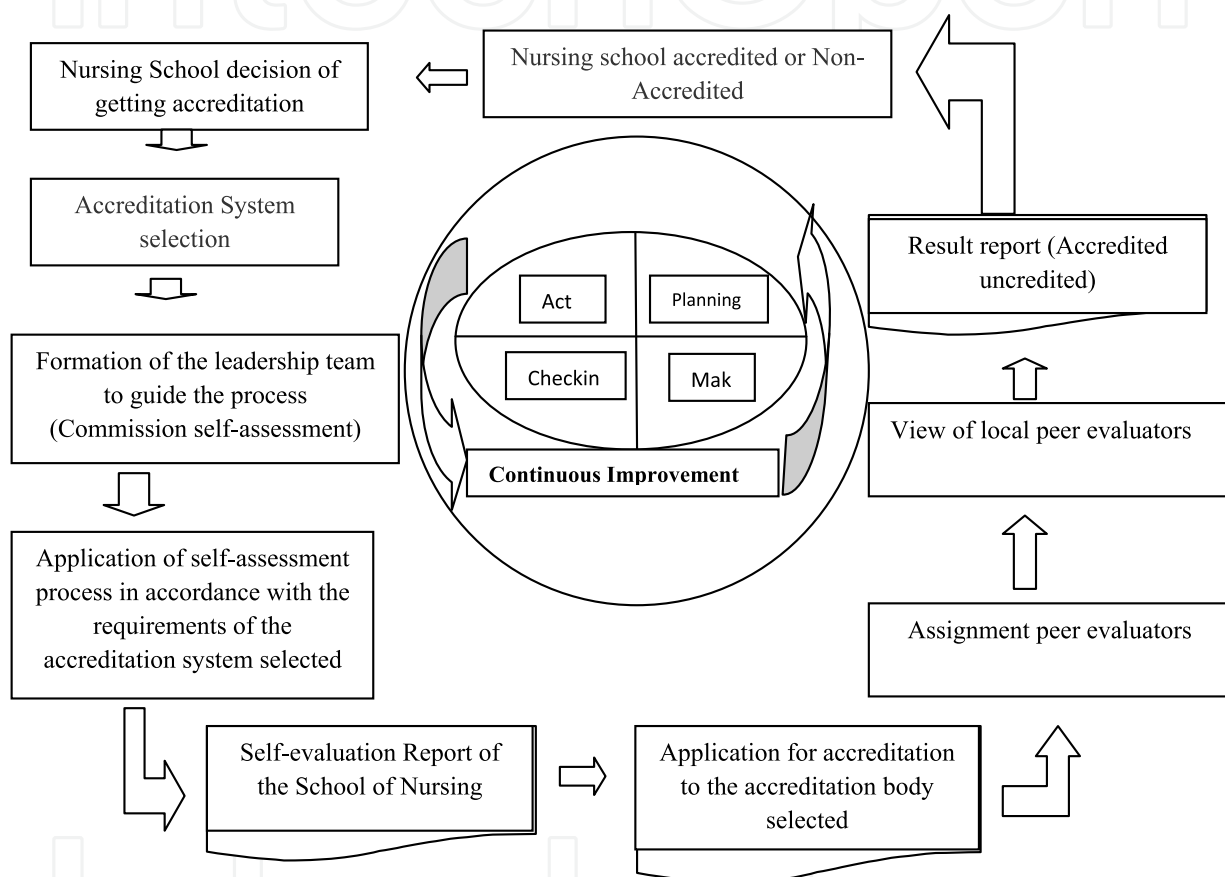 Nursing School decision of
getting accreditation
Nursing school accredited or Non-
Accredited
Accreditation System
selection
Result report (Accredited
uncredited)
Act
Planning
Checkin
Mak
Continuous Improvement
Formation of the leadership team
to guide the process
(Commission self-assessment)
View of local peer evaluators
Application of self-assessment
process in accordance with the
requirements of the
accreditation system selected
Assignment peer evaluators
Self-evaluation Report of
the School of Nursing
Application for accreditation
to the accreditation body
selected